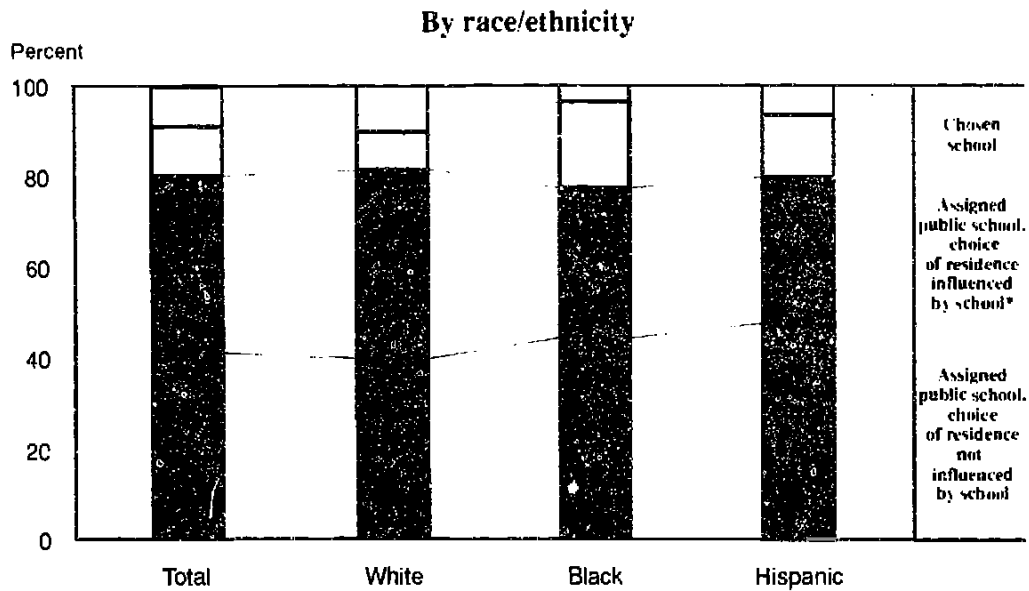 By race/ethnicity
Percent
100
80
60
40
20
0
Chosen
school
Assigned
public school,
choice
of residence
influenced
by school*
Assigned
public school,
choice
of residence
not
influenced
by school
Total
White
Black
Hispanic